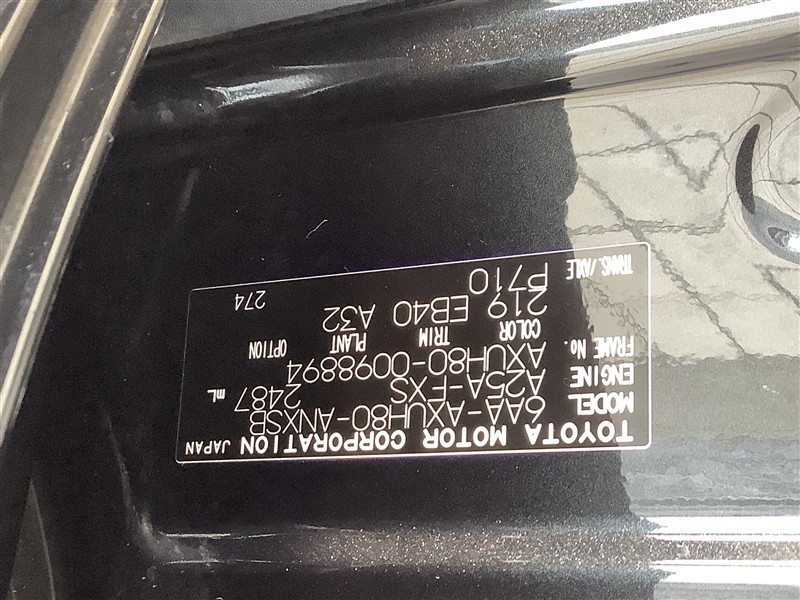 TOYOTA MOTOR CORPORATION JAPAN
MODEL 6AA-AXUH80-ANXSB
ENGINE A25A-FXS 2487 mL
FRAME No. AXUH80-0098894
COLOR TRIM PLANT OPTION
219 EB40 A32
TRANS./AXLE P710 274